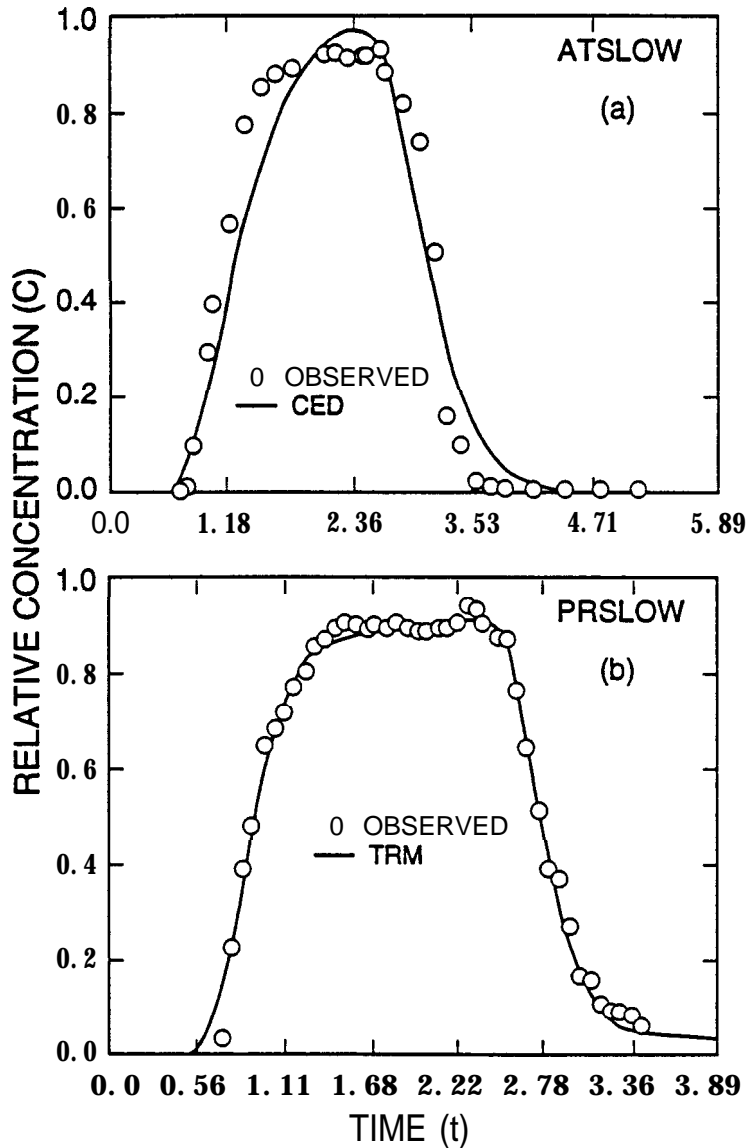 RELATIVE CONCENTRATION (C)
1.0
0.8
0.6
0.4
0.2
0.0
ATSLOW
(a)
0 OBSERVED
CED
0.0 1.18 2.36 3.53 4.71 5.89
1.0
0.8
0.6
0.4
0.2
0.0
PRSLOW
(b)
0 OBSERVED
TRM
0.0 0.56 1.11 1.68 2.22 2.78 3.36 3.89
TIME (t)